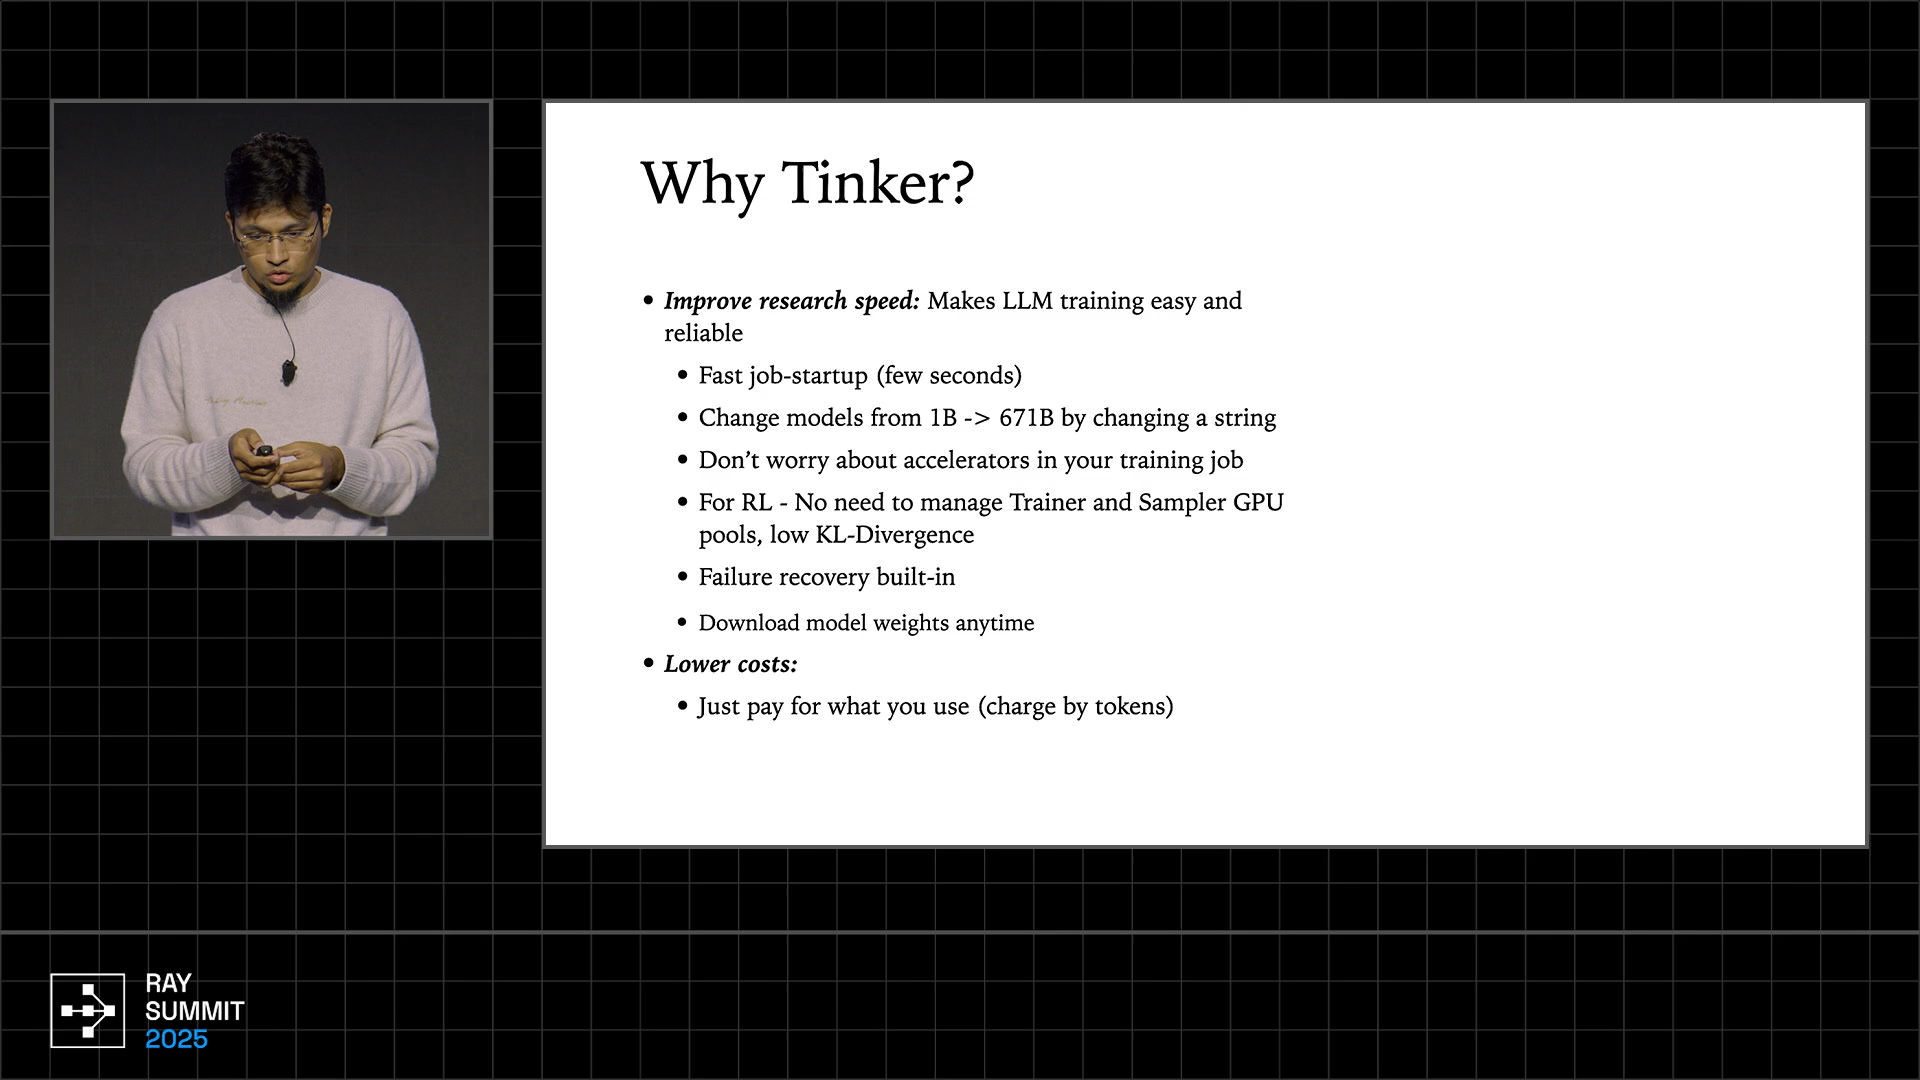 Why Tinker?
• Improve research speed: Makes LLM training easy and
reliable
• Fast job-startup (few seconds)
• Change models from 1B -> 671B by changing a string
• Don’t worry about accelerators in your training job
• For RL - No need to manage Trainer and Sampler GPU
pools, low KL-Divergence
• Failure recovery built-in
• Download model weights anytime
• Lower costs:
• Just pay for what you use (charge by tokens)
RAY
SUMMIT
2025